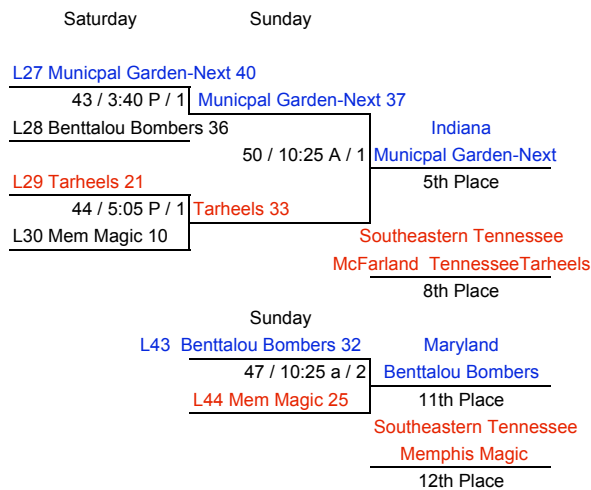 Saturday Sunday
L27 Municpal Garden-Next 40
43 / 3:40 P / 1 Municpal Garden-Next 37
L28 Benttalou Bombers 36 Indiana
50 / 10:25 A / 1 Municpal Garden-Next
L29 Tarheels 21 5th Place
44 / 5:05 P / 1 Tarheels 33
L30 Mem Magic 10 Southeastern Tennessee
McFarland TennesseeTarheels
8th Place
Sunday
L43 Benttalou Bombers 32 Maryland
47 / 10:25 a / 2 Benttalou Bombers
L44 Mem Magic 25 11th Place
Southeastern Tennessee
Memphis Magic
12th Place